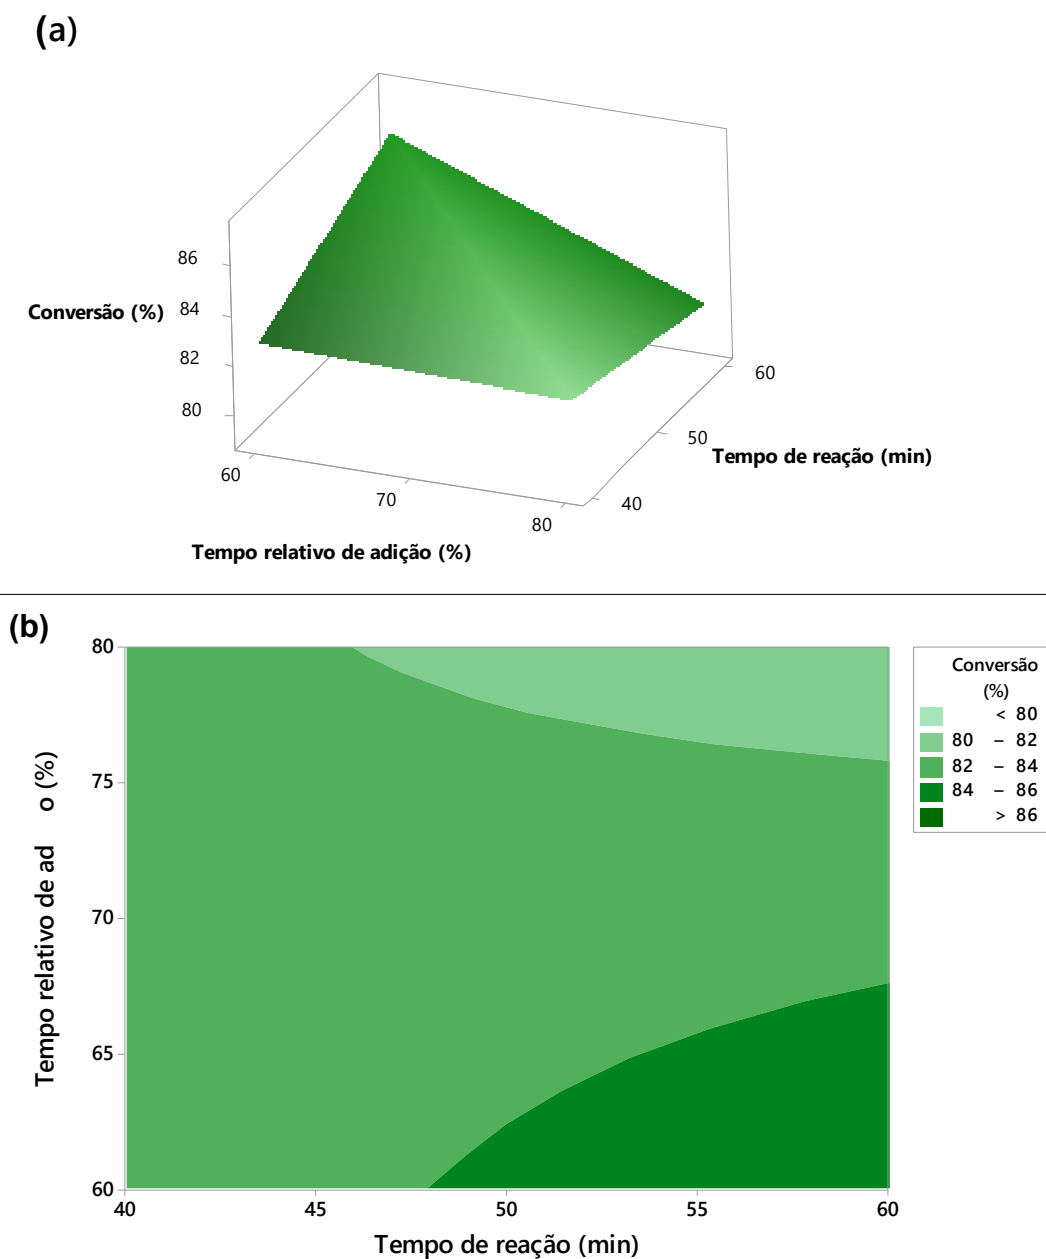 (a)
86
Conversão (%) 84
82
80
60
70
80
40
50
60
Tempo de reação (min)
Tempo relativo de adição (%)
(b)
Tempo relativo de ad o (%)
80
75
70
65
60
40 45 50 55 60
Tempo de reação (min)
Conversão
(%)
< 80
80 – 82
82 – 84
84 – 86
> 86